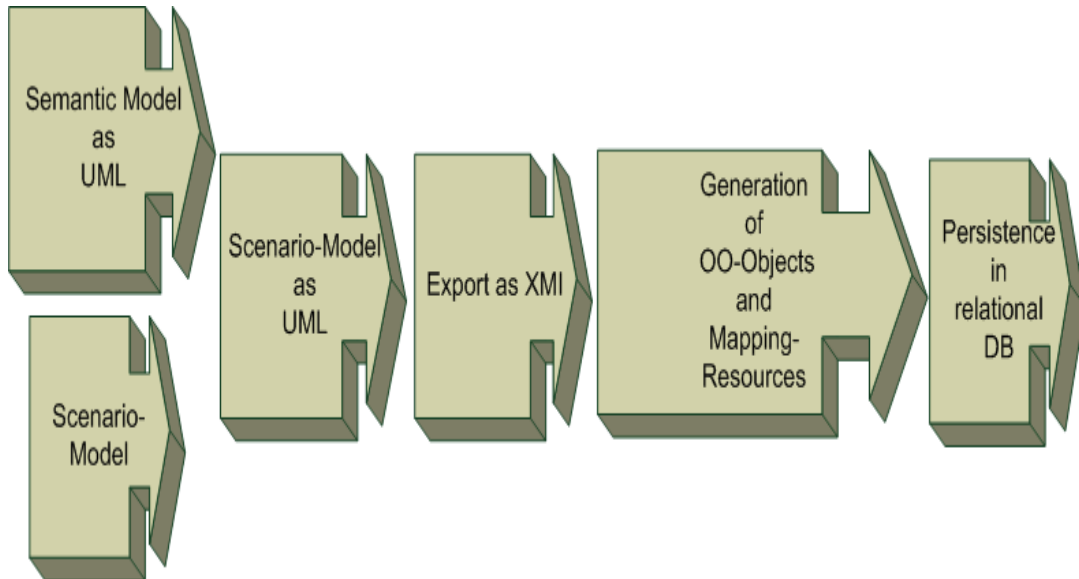 Semantic Model
as
UML
Scenario-
Model
Scenario-Model
as
UML
Export as XMI
Generation
of
OO-Objects
and
Mapping-
Resources
Persistence
in
relational
DB